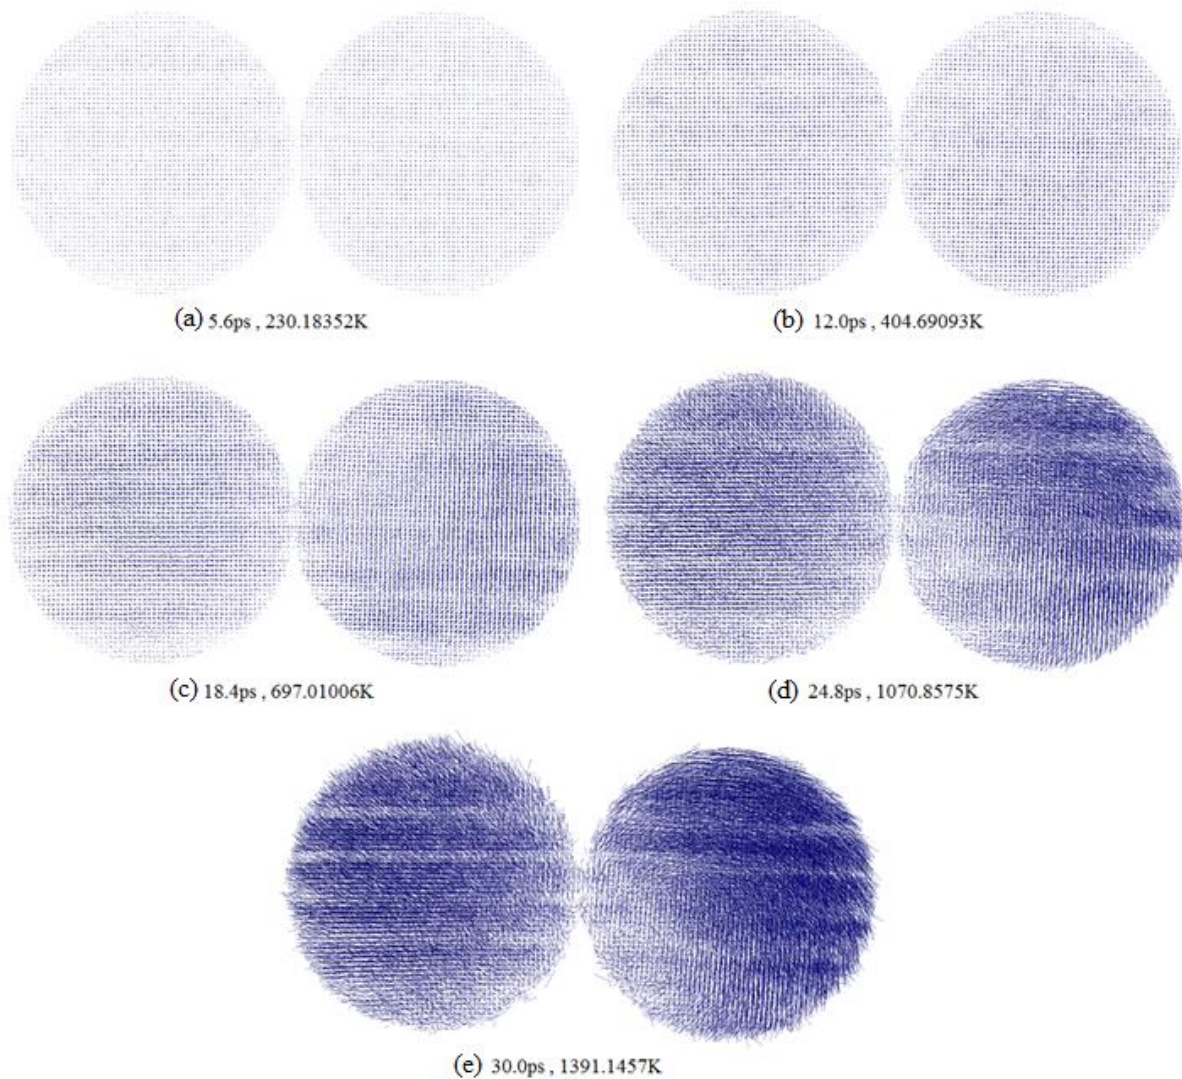 (a) 5.6ps , 230.18352K
(b) 12.0ps , 404.69093K
(c) 18.4ps , 697.01006K
(d) 24.8ps , 1070.8575K
(e) 30.0ps , 1391.1457K